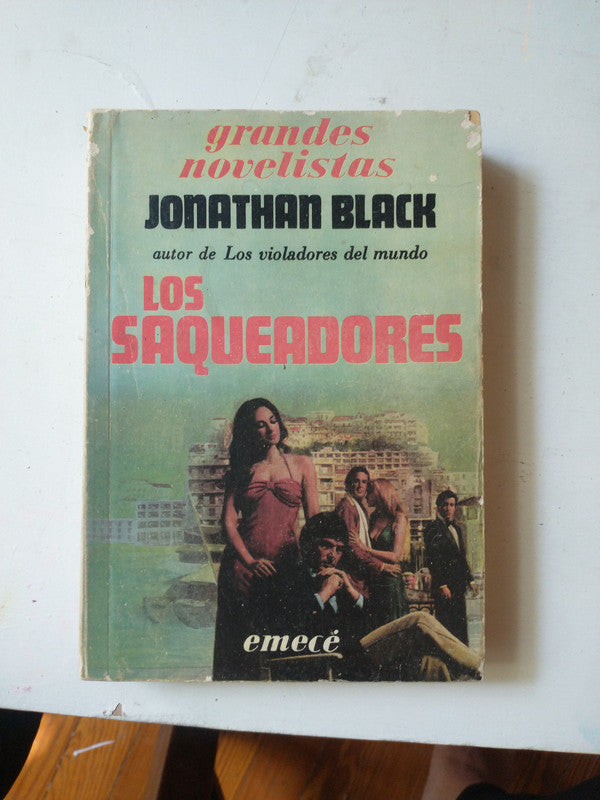 grandes
novelistas
JONATHAN BLACK
autor de Los violadores del mundo
LOS
SAQUEADORES
emecé